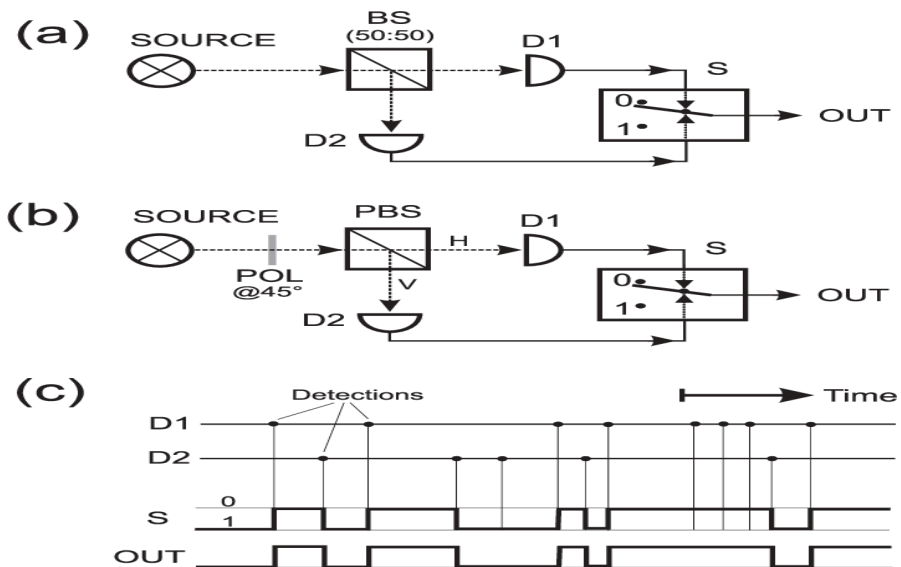 (a)
SOURCE
BS
(50:50)
D1
S
0
1
OUT
D2
(b)
SOURCE
PBS
H
D1
S
POL
@45°
V
0
1
OUT
D2
(c)
Detections
Time
D1
D2
0
S
1
OUT